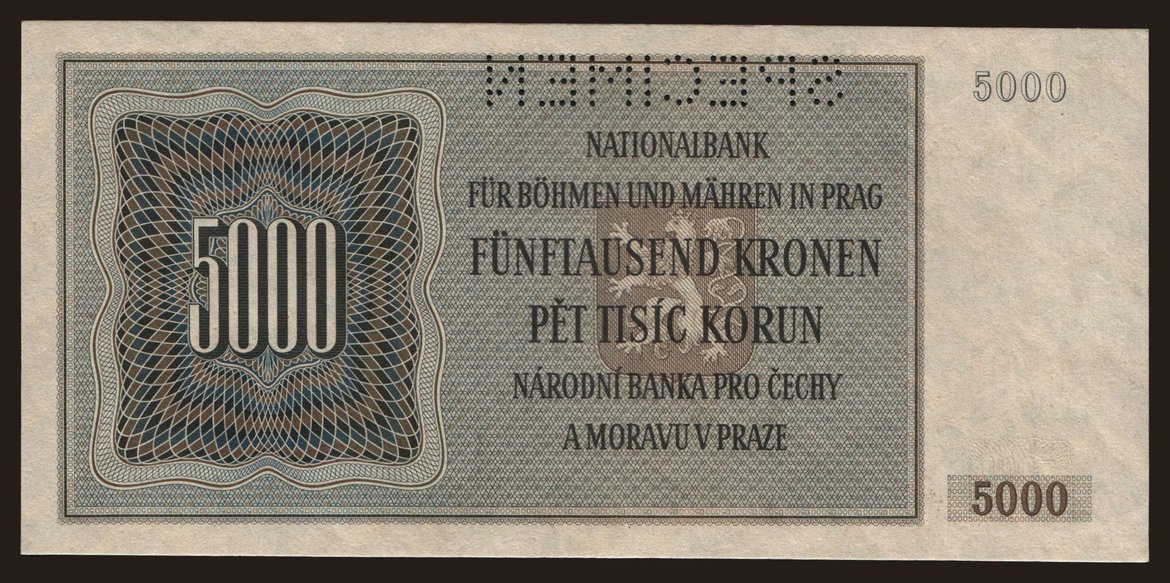 NEMICEPS
5000
NATIONALBANK
FÜR BÖHMEN UND MÄHREN IN PRAG
FÜNFTAUSEND KRONEN
PĚT TISÍC KORUN
NÁRODNÍ BANKA PRO ČECHY
A MORAVU V PRAZE
5000
5000